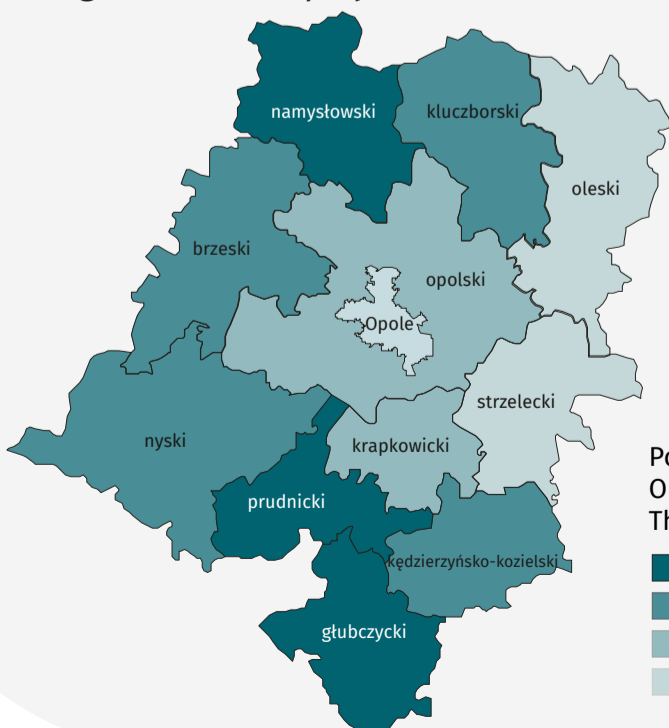 namysłowski
kluczborski
oleski
brzeski
opolski
Opole
strzelecki
nyski
krapkowicki
prudnicki
kędzierzyńsko-kozielski
głubczycki